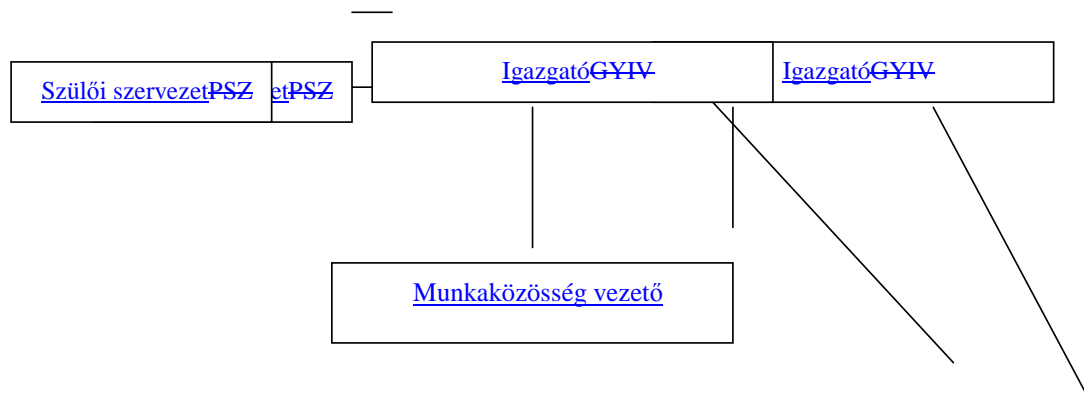 IgazgatóGYIV IgazgatóGYIV
Szülői szervezetPSZ etPSZ
Munkaközösség vezető